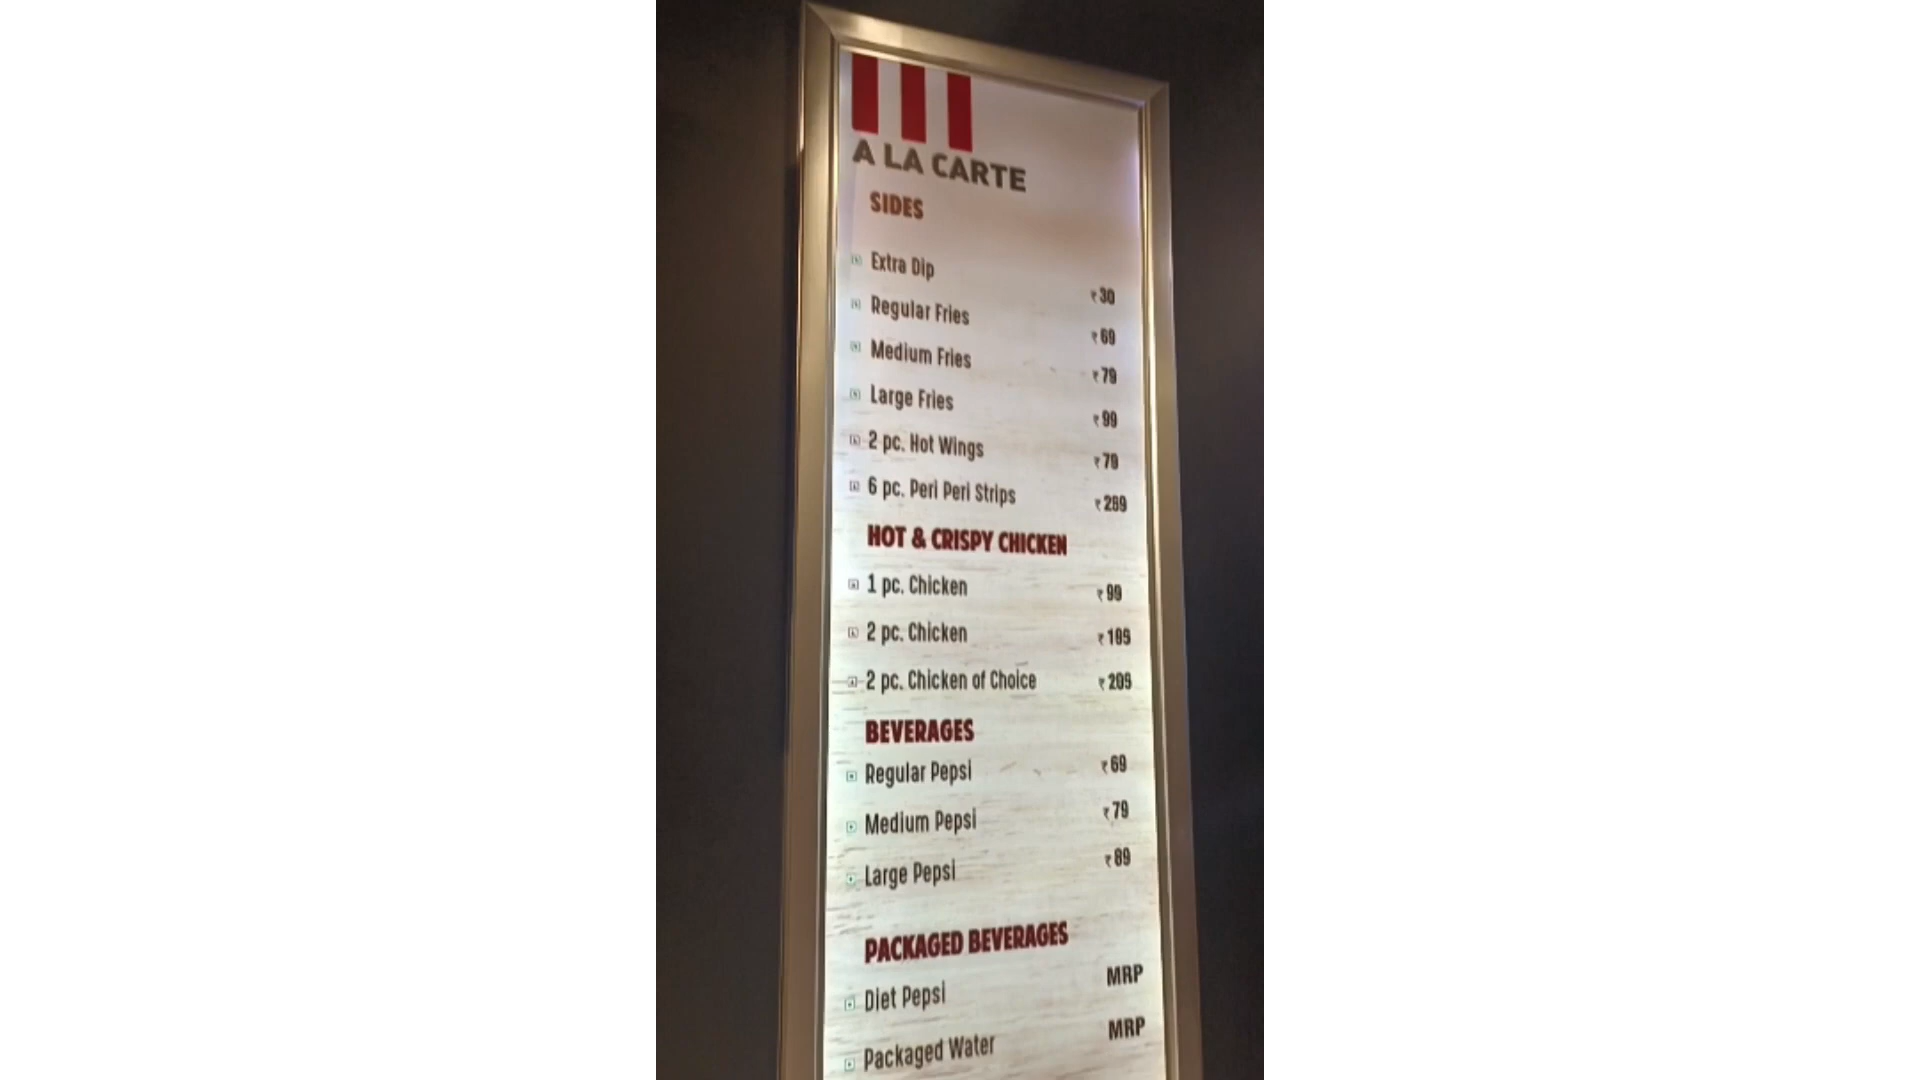 A LA CARTE
SIDES
Extra Dip ₹30
Regular Fries ₹69
Medium Fries ₹79
Large Fries ₹99
2 pc. Hot Wings ₹79
6 pc. Peri Peri Strips ₹269
HOT & CRISPY CHICKEN
1 pc. Chicken ₹99
2 pc. Chicken
2 pc. Chicken of Choice ₹209
BEVERAGES
Regular Pepsi ₹69
Medium Pepsi ₹79
Large Pepsi ₹89
PACKAGED BEVERAGES
Diet Pepsi MRP
Packaged Water MRP